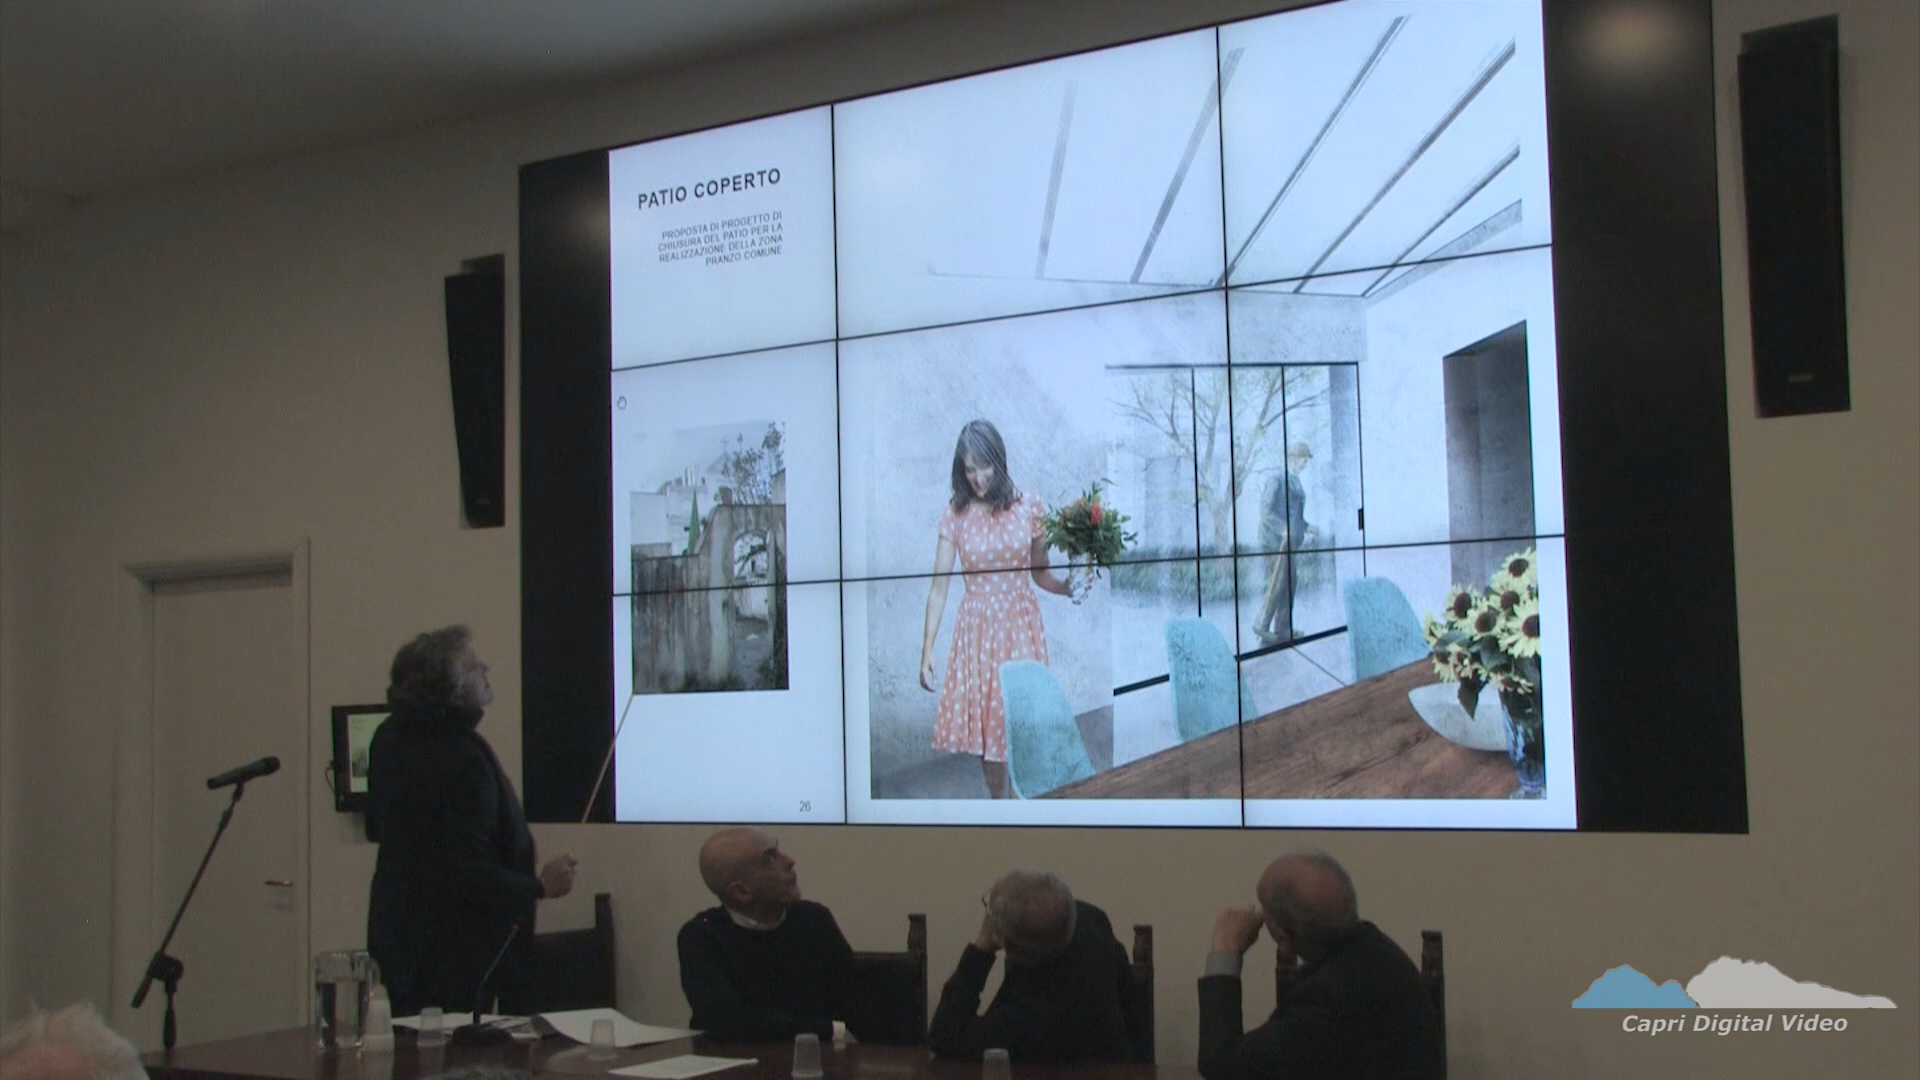 PATIO COPERTO
PROPOSTA DI PROGETTO DI
CHIUSURA DEL PATIO PER LA
REALIZZAZIONE DELLA ZONA
PRANZO COMUNE
26
Capri Digital Video